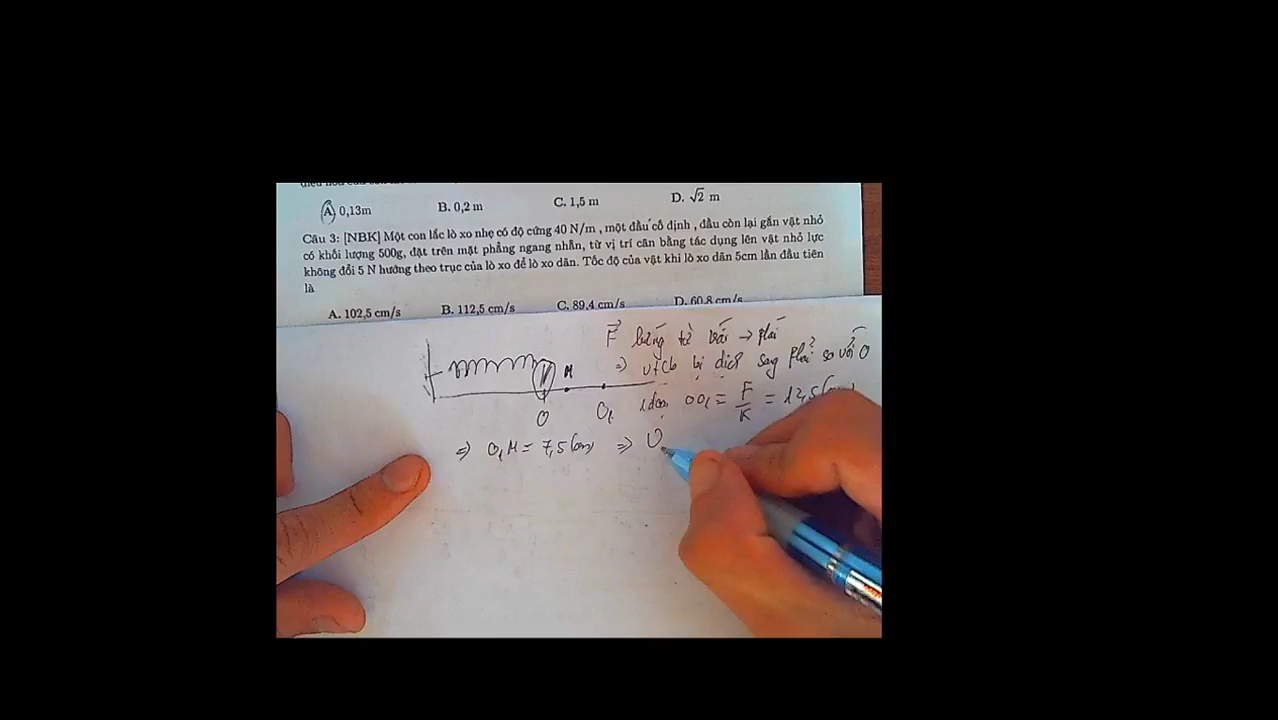 A. 0,13m B. 0,2 m C. 1,5 m D. √2 m
Câu 3: [NBK] Một con lắc lò xo nhẹ có độ cứng 40 N/m , một đầu cố định , đầu còn lại gắn vật nhỏ
có khối lượng 500g, đặt trên mặt phẳng ngang nhẵn, từ vị trí cân bằng tác dụng lên vật nhỏ lực
không đổi 5 N hướng theo trục của lò xo để lò xo dãn. Tốc độ của vật khi lò xo dãn 5cm lần đầu tiên
là
A. 102,5 cm/s B. 112,5 cm/s C. 89,4 cm/s D. 60,8 cm/s
F hướng từ trái → phải
⇒ vtcb bị dịch sang phải so với O
1 đoạn OO₁ = F/K = 12,5
M
O O₁
⇒ O₁M = 7,5 (cm) ⇒ v